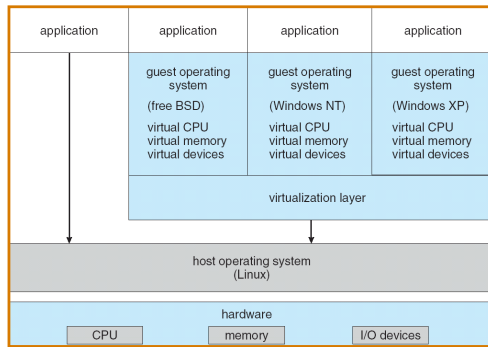 application
application
application
application
guest operating
system
(free BSD)
virtual CPU
virtual memory
virtual devices
guest operating
system
(Windows NT)
virtual CPU
virtual memory
virtual devices
guest operating
system
(Windows XP)
virtual CPU
virtual memory
virtual devices
virtualization layer
host operating system
(Linux)
hardware
CPU
memory
I/O devices